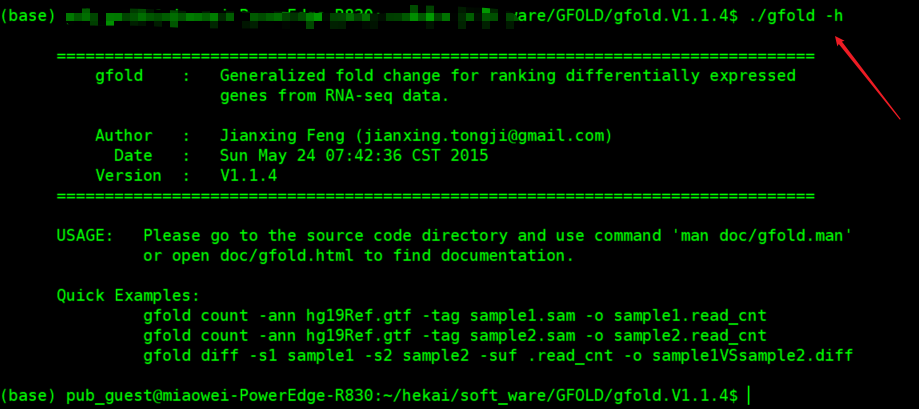 (base) -PowerEdge-R830: ware/GFOLD/gfold.V1.1.4$ ./gfold -h
======================================================================
gfold : Generalized fold change for ranking differentially expressed
genes from RNA-seq data.
Author : Jianxing Feng (jianxing.tongji@gmail.com)
Date : Sun May 24 07:42:36 CST 2015
Version : V1.1.4
======================================================================
USAGE: Please go to the source code directory and use command 'man doc/gfold.man'
or open doc/gfold.html to find documentation.
Quick Examples:
gfold count -ann hg19Ref.gtf -tag sample1.sam -o sample1.read_cnt
gfold count -ann hg19Ref.gtf -tag sample2.sam -o sample2.read_cnt
gfold diff -s1 sample1 -s2 sample2 -suf .read_cnt -o sample1VSsample2.diff
(base) pub_guest@miaowei-PowerEdge-R830:~/hekai/soft_ware/GFOLD/gfold.V1.1.4$